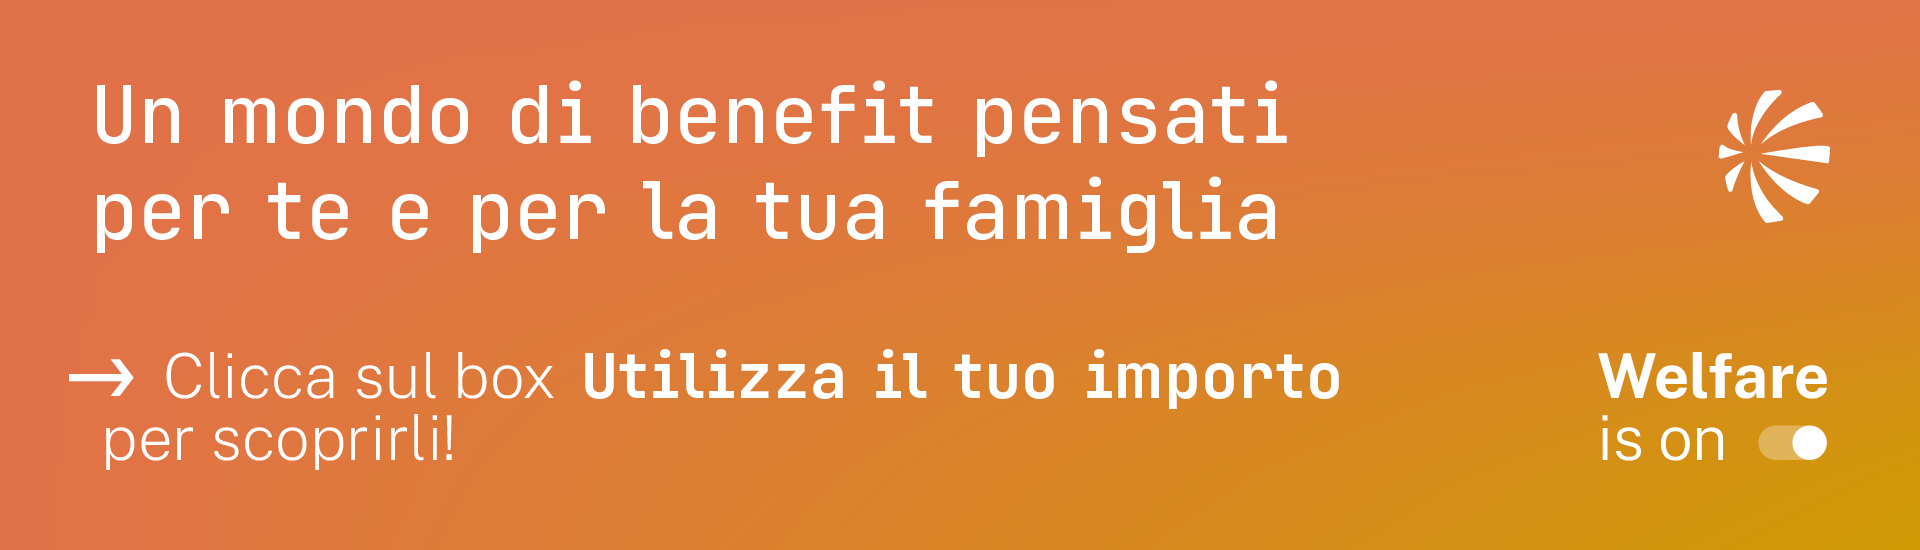 Un mondo di benefit pensati
per te e per la tua famiglia
→ Clicca sul box Utilizza il tuo importo
per scoprirli!
Welfare
is on